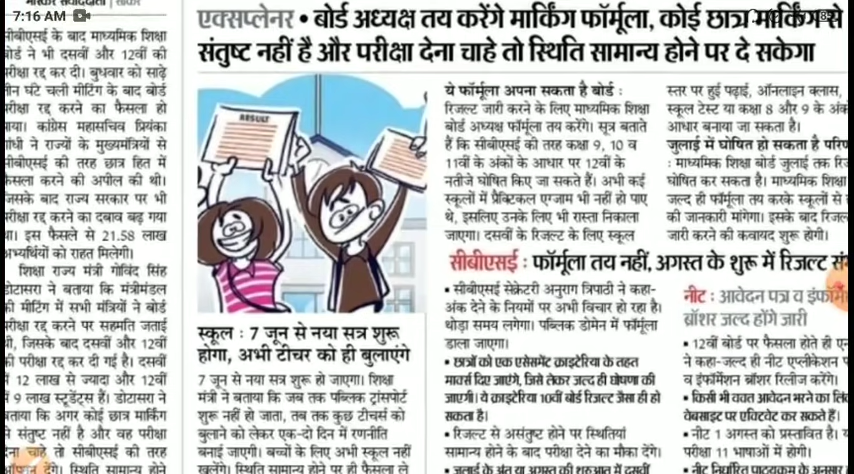 7:16 AM
एक्सप्लेनर • बोर्ड अध्यक्ष तय करेंगे मार्किंग फॉर्मूला, कोई छात्र मार्किंग से
संतुष्ट नहीं है और परीक्षा देना चाहे तो स्थिति सामान्य होने पर दे सकेगा
सीबीएसई के बाद माध्यमिक शिक्षा
बोर्ड ने भी दसवीं और 12वीं की
परीक्षा रद्द कर दी। बुधवार को साढ़े
तीन घंटे चली मीटिंग के बाद बोर्ड
परीक्षा रद्द करने का फैसला हो
गया। कांग्रेस महासचिव प्रियंका
गांधी ने राज्यों के मुख्यमंत्रियों से
सीबीएसई की तरह छात्र हित में
फैसला करने की अपील की थी।
जिसके बाद राज्य सरकार पर भी
परीक्षा रद्द करने का दबाव बढ़ गया
था। इस फैसले से 21.58 लाख
अभ्यर्थियों को राहत मिलेगी।
शिक्षा राज्य मंत्री गोविंद सिंह
डोटासरा ने बताया कि मंत्रीमंडल
की मीटिंग में सभी मंत्रियों ने बोर्ड
परीक्षा रद्द करने पर सहमति जताई
थी, जिसके बाद दसवीं और 12वीं
की परीक्षा रद्द कर दी गई है। दसवीं
में 12 लाख से ज्यादा और 12वीं
में 9 लाख स्टूडेंट्स हैं। डोटासरा ने
बताया कि अगर कोई छात्र मार्किंग
से संतुष्ट नहीं है और वह परीक्षा
देना चाहे तो सीबीएसई की तरह
देंगे। स्थिति सामान्य होने
RESULT
स्कूल : 7 जून से नया सत्र शुरू
होगा, अभी टीचर को ही बुलाएंगे
7 जून से नया सत्र शुरू हो जाएगा। शिक्षा
मंत्री ने बताया कि जब तक पब्लिक ट्रांसपोर्ट
शुरू नहीं हो जाता, तब तक कुछ टीचर्स को
बुलाने को लेकर एक-दो दिन में रणनीति
बनाई जाएगी। बच्चों के लिए अभी स्कूल नहीं
खुलेंगे। स्थिति सामान्य होने पर ही फैसला ले
ये फॉर्मूला अपना सकता है बोर्ड :
रिजल्ट जारी करने के लिए माध्यमिक शिक्षा
बोर्ड अध्यक्ष फॉर्मूला तय करेंगे। सूत्र बताते
हैं कि सीबीएसई की तरह कक्षा 9, 10 व
11वीं के अंकों के आधार पर 12वीं के
नतीजे घोषित किए जा सकते हैं। अभी कई
स्कूलों में प्रैक्टिकल एग्जाम भी नहीं हो पाए
थे, इसलिए उनके लिए भी रास्ता निकाला
जाएगा। दसवीं के रिजल्ट के लिए स्कूल
स्तर पर हुई पढ़ाई, ऑनलाइन क्लास,
स्कूल टेस्ट या कक्षा 8 और 9 के अंक
आधार बनाया जा सकता है।
जुलाई में घोषित हो सकता है
: माध्यमिक शिक्षा बोर्ड जुलाई तक
घोषित कर सकता है। माध्यमिक शिक्षा
जल्द ही फॉर्मूला तय करके स्कूलों से
की जानकारी मांगेगा। इसके बाद
जारी करने की कवायद शुरू होगी।
सीबीएसई : फॉर्मूला तय नहीं, अगस्त के शुरू में रिजल्ट
• सीबीएसई सेक्रेटरी अनुराग त्रिपाठी ने कहा-
अंक देने के नियमों पर अभी विचार हो रहा है।
थोड़ा समय लगेगा। पब्लिक डोमेन में फॉर्मूला
डाला जाएगा।
• छात्रों को एक एसेसमेंट क्राइटेरिया के तहत
मार्क्स दिए जाएंगे, जिसे लेकर जल्द ही घोषणा की
जाएगी। ये क्राइटेरिया 10वीं बोर्ड रिजल्ट जैसा ही हो
सकता है।
• रिजल्ट से असंतुष्ट होने पर स्थितियां
सामान्य होने के बाद परीक्षा देने का मौका देंगे।
• जुलाई के अंत या अगस्त की शुरुआत में दसवीं
नीट : आवेदन पत्र व
ब्रॉशर जल्द होंगे जारी
• 12वीं बोर्ड पर फैसला होते ही
ने कहा-जल्द ही नीट एप्लीकेशन
व इंफॉर्मेशन ब्रॉशर रिलीज करेंगे।
• किसी भी वक्त आवेदन भरने का
वेबसाइट पर एक्टिवेट कर सकते हैं।
• नीट 1 अगस्त को प्रस्तावित है।
परीक्षा 11 भाषाओं में होगी।
• नीट निर्धारित पाठ्यक्रम के अनुसार